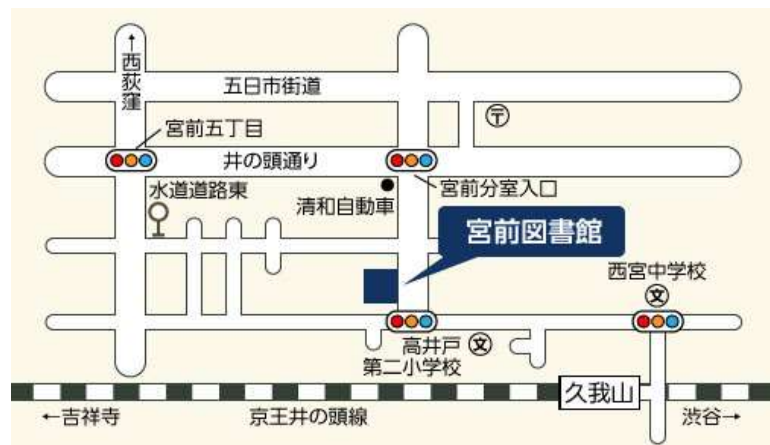 ↑西荻窪
五日市街道
〒
宮前五丁目
井の頭通り
水道道路東
清和自動車
宮前分室入口
宮前図書館
西宮中学校
文
高井戸
第二小学校
文
久我山
←吉祥寺
京王井の頭線
渋谷→